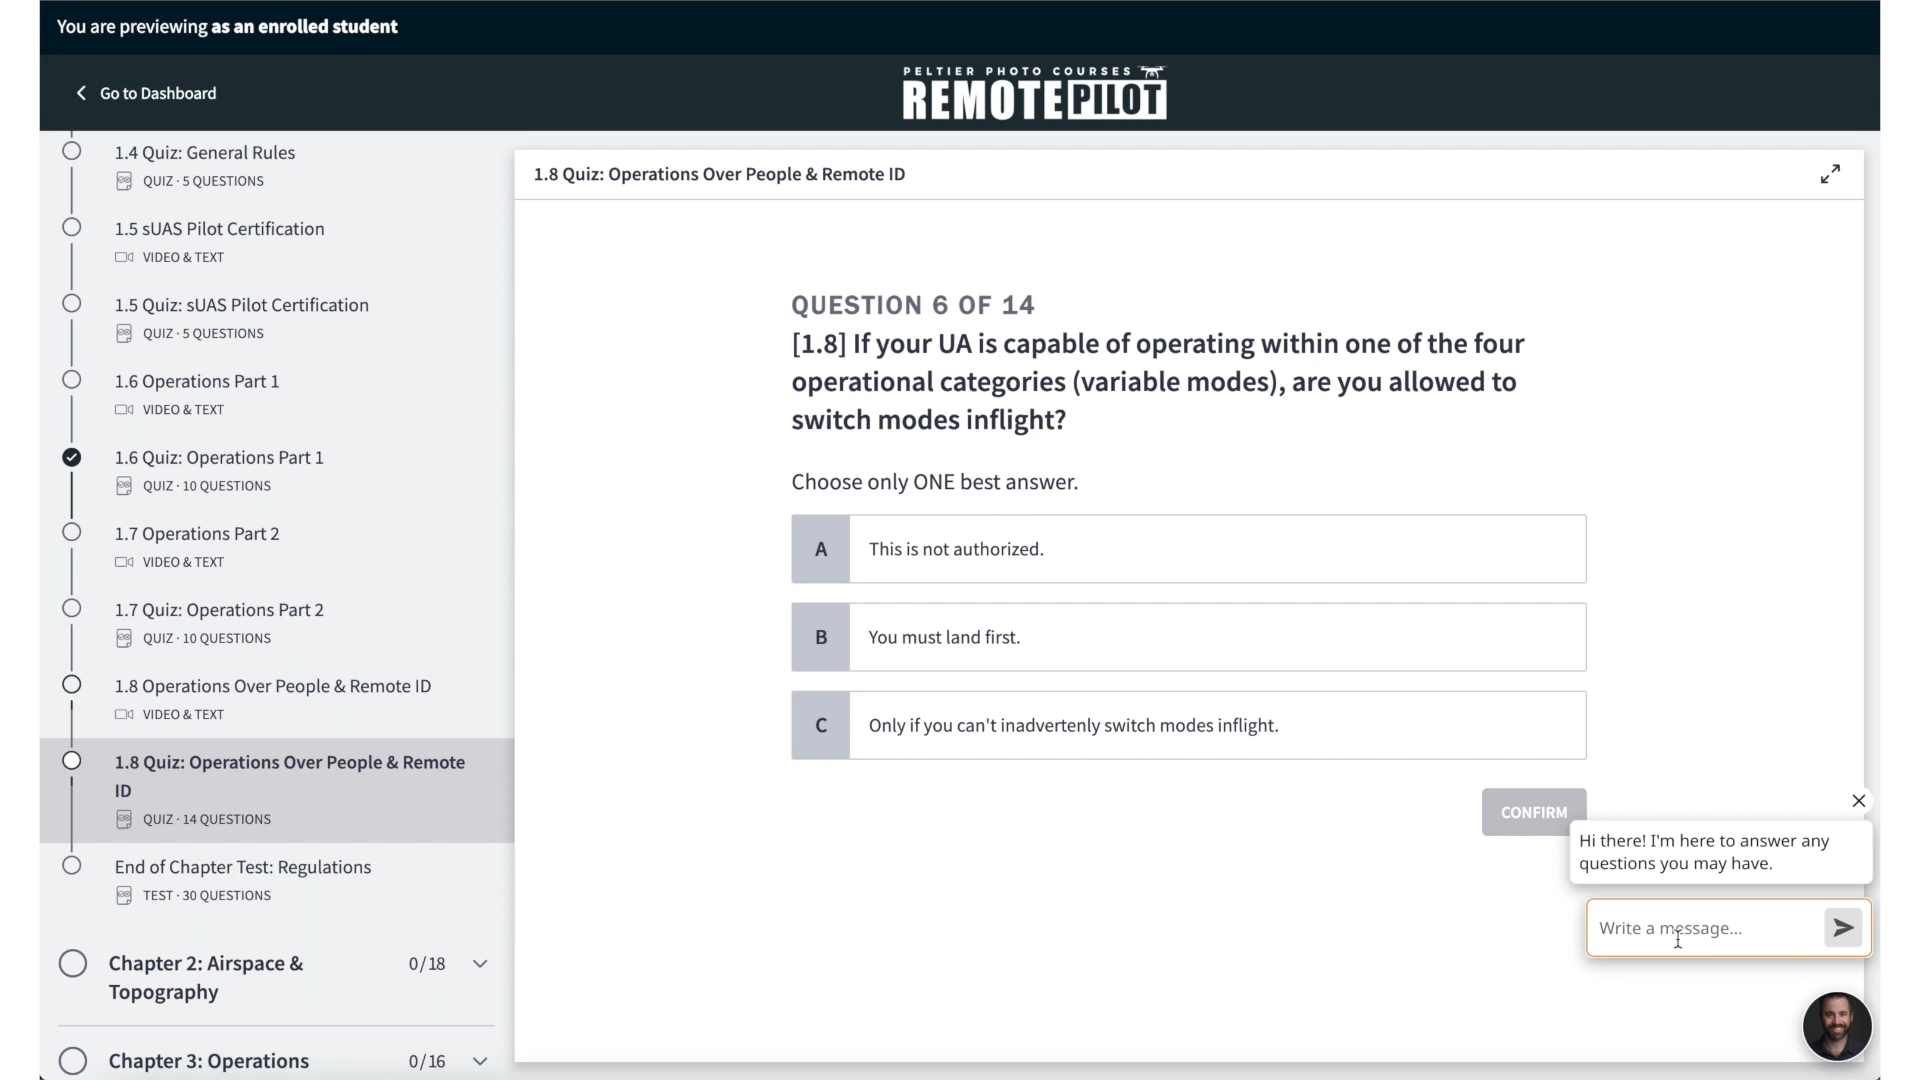 You are previewing as an enrolled student
Go to Dashboard
PELTIER PHOTO COURSES
REMOTEPILOT
1.4 Quiz: General Rules
QUIZ · 5 QUESTIONS
1.5 sUAS Pilot Certification
VIDEO & TEXT
1.5 Quiz: sUAS Pilot Certification
QUIZ · 5 QUESTIONS
1.6 Operations Part 1
VIDEO & TEXT
1.6 Quiz: Operations Part 1
QUIZ · 10 QUESTIONS
1.7 Operations Part 2
VIDEO & TEXT
1.7 Quiz: Operations Part 2
QUIZ · 10 QUESTIONS
1.8 Operations Over People & Remote ID
VIDEO & TEXT
1.8 Quiz: Operations Over People & Remote
ID
QUIZ · 14 QUESTIONS
End of Chapter Test: Regulations
TEST · 30 QUESTIONS
Chapter 2: Airspace &
Topography
0/18
Chapter 3: Operations
0/16
1.8 Quiz: Operations Over People & Remote ID
QUESTION 6 OF 14
[1.8] If your UA is capable of operating within one of the four
operational categories (variable modes), are you allowed to
switch modes inflight?
Choose only ONE best answer.
A This is not authorized.
B You must land first.
C Only if you can't inadvertenly switch modes inflight.
CONFIRM
Hi there! I'm here to answer any
questions you may have.
Write a message...